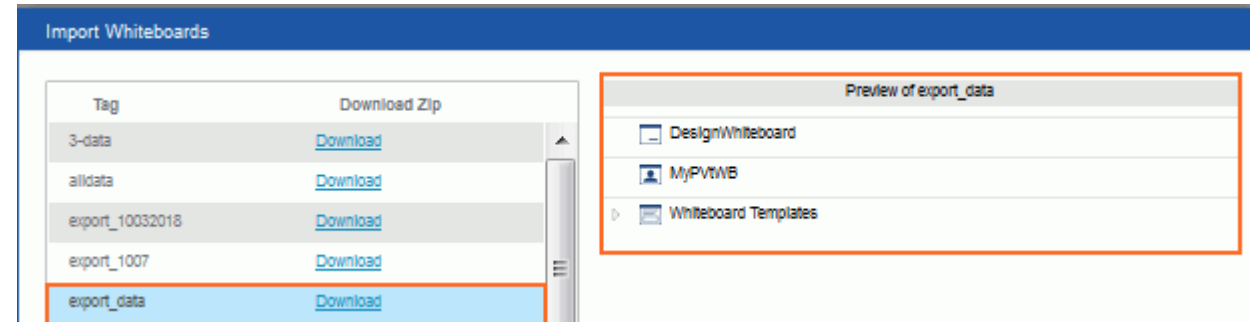 Import Whiteboards
Tag Download Zip
3-data Download
alldata Download
export_10032018 Download
export_1007 Download
export_data Download
Preview of export_data
DesignWhiteboard
MyPVtWB
Whiteboard Templates